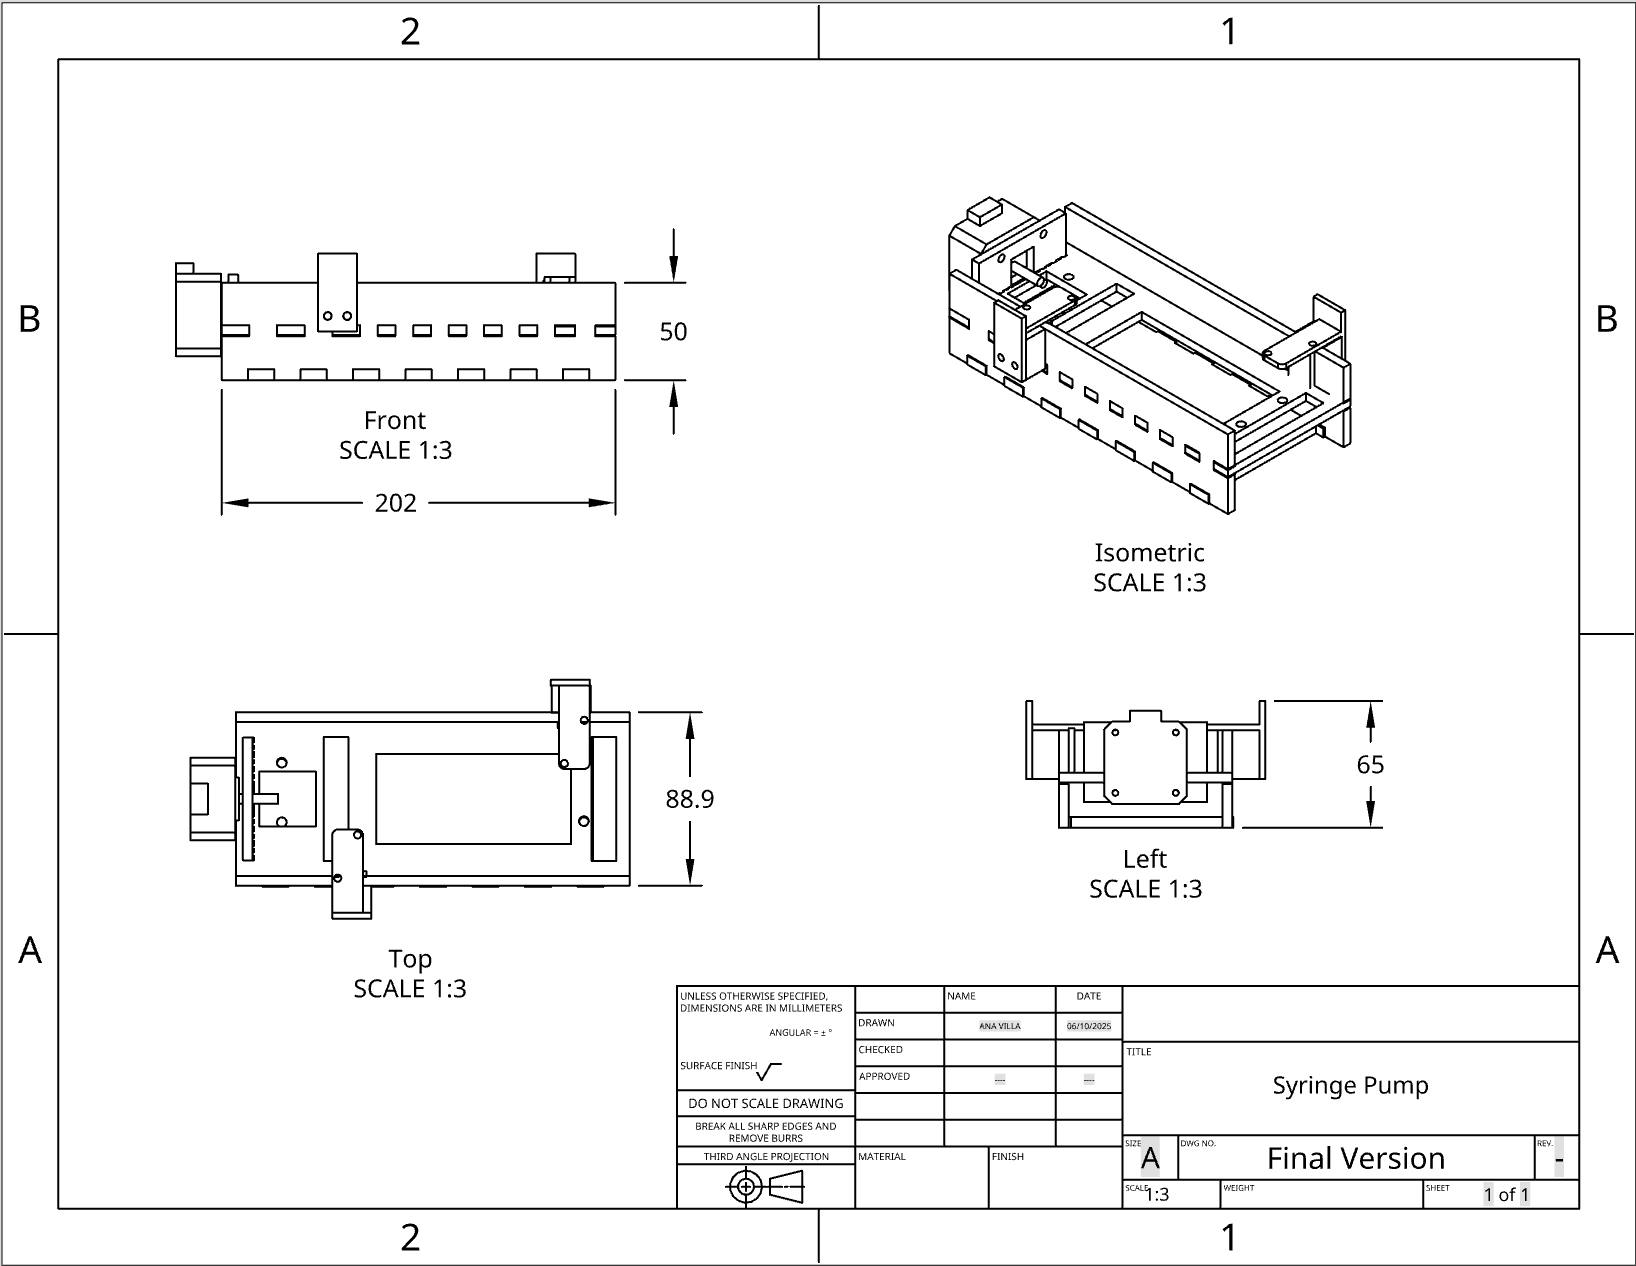 2 1
B B
50
Front
SCALE 1:3
202
Isometric
SCALE 1:3
88.9
65
Left
SCALE 1:3
A A
Top
SCALE 1:3
UNLESS OTHERWISE SPECIFIED,
DIMENSIONS ARE IN MILLIMETERS
ANGULAR = ± °
SURFACE FINISH √
DO NOT SCALE DRAWING
BREAK ALL SHARP EDGES AND
REMOVE BURRS
THIRD ANGLE PROJECTION
NAME DATE
DRAWN ANA VILLA 06/10/2025
CHECKED
APPROVED ---- ----
MATERIAL FINISH
TITLE
Syringe Pump
SIZE A DWG NO. Final Version REV. -
SCALE 1:3 WEIGHT SHEET 1 of 1
2 1